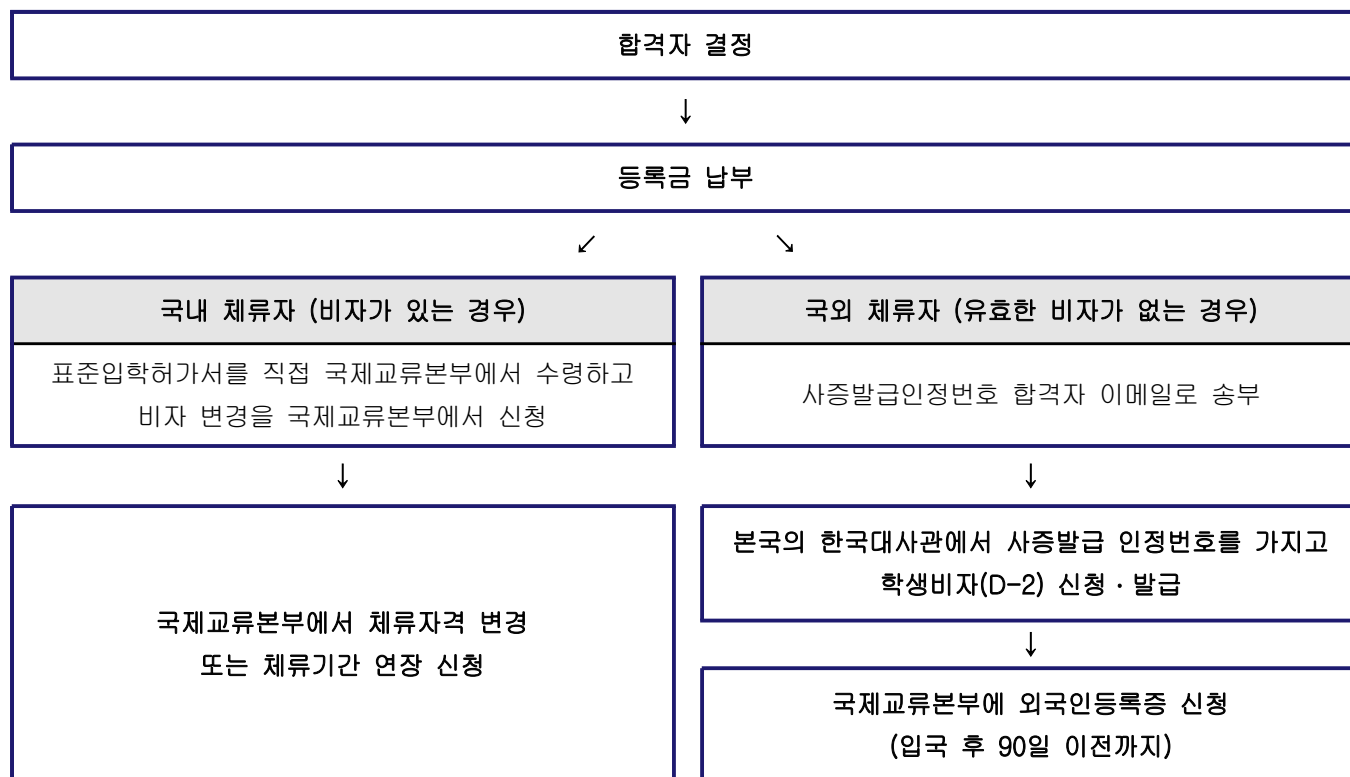 합격자 결정
↓
등록금 납부
↙ ↘
국내 체류자 (비자가 있는 경우)
표준입학허가서를 직접 국제교류본부에서 수령하고
비자 변경을 국제교류본부에서 신청
↓
국제교류본부에서 체류자격 변경
또는 체류기간 연장 신청
국외 체류자 (유효한 비자가 없는 경우)
사증발급인정번호 합격자 이메일로 송부
↓
본국의 한국대사관에서 사증발급 인정번호를 가지고
학생비자(D-2) 신청·발급
↓
국제교류본부에 외국인등록증 신청
(입국 후 90일 이전까지)